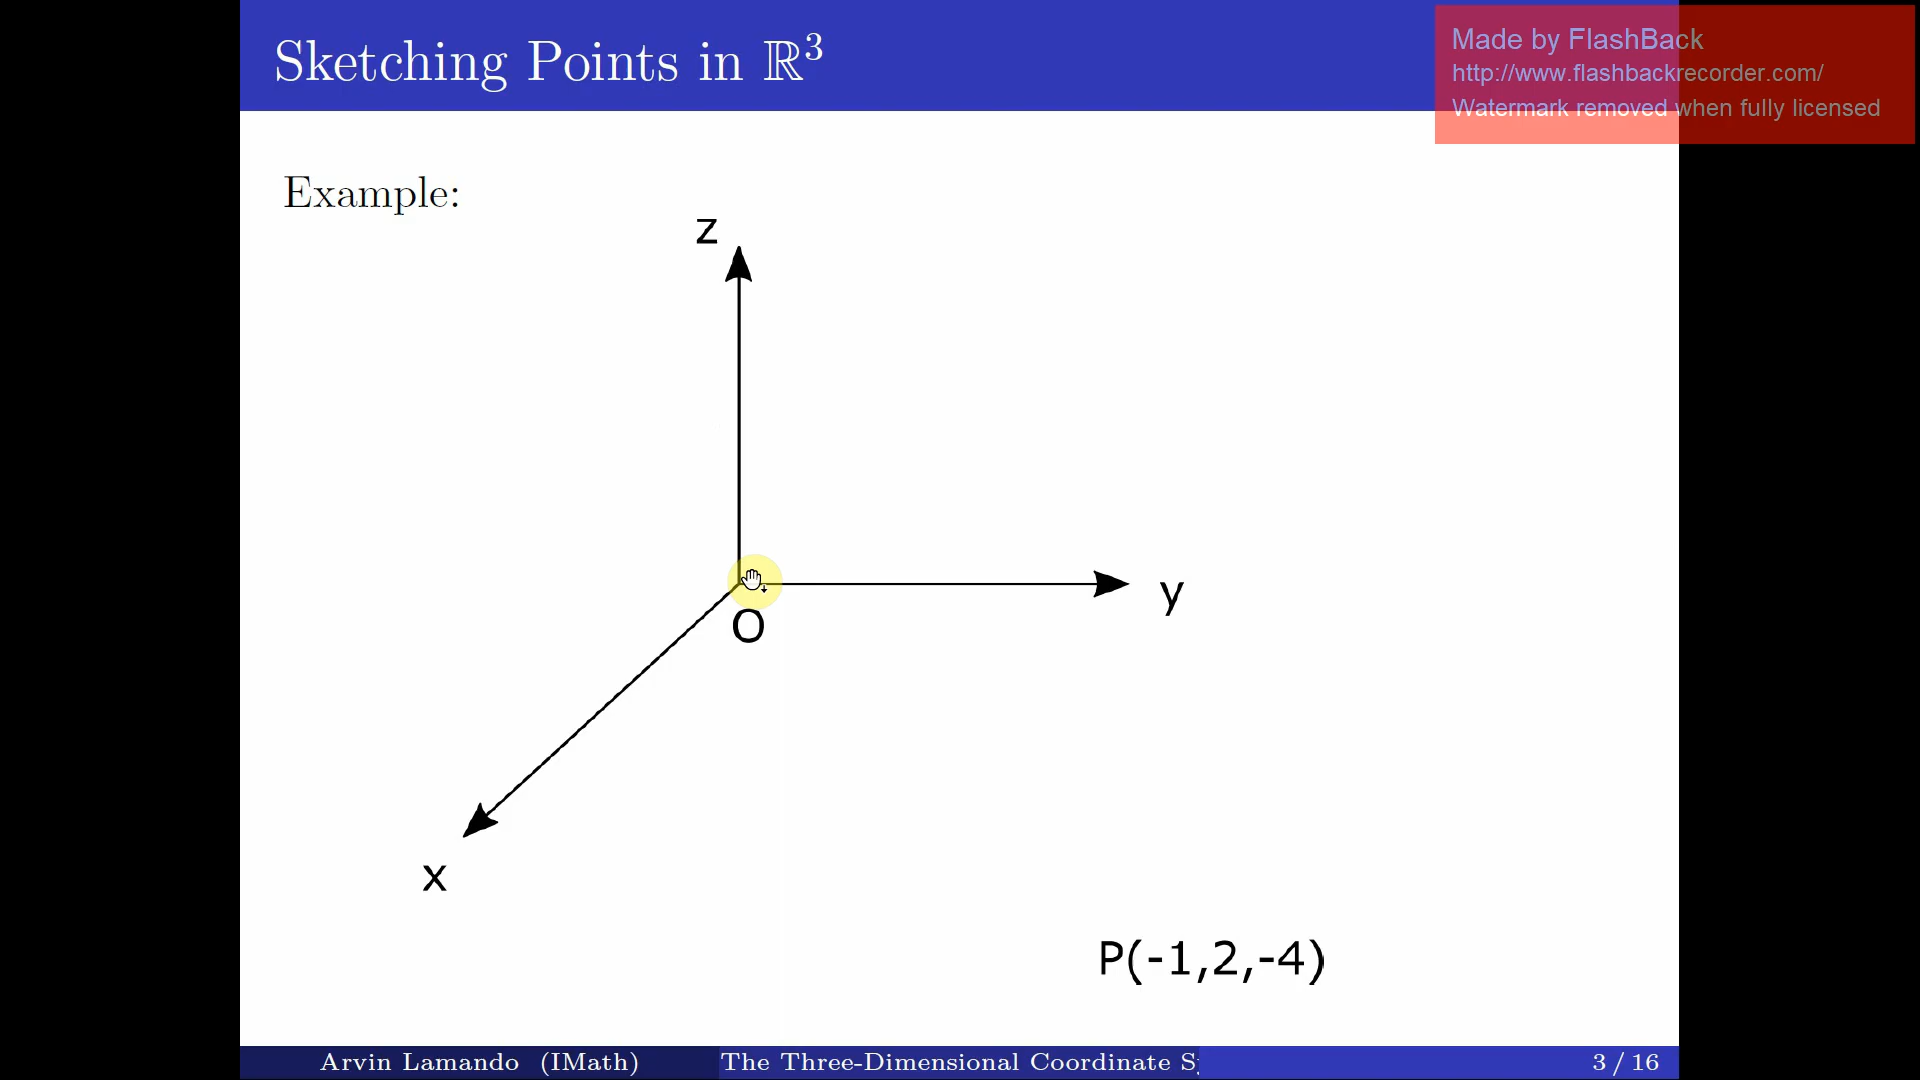 Sketching Points in ℝ³
Made by FlashBack
http://www.flashbackrecorder.com/
Watermark removed when fully licensed
Example:
z
y
O
x
P(-1,2,-4)
Arvin Lamando (IMath)
The Three-Dimensional Coordinate
3 / 16